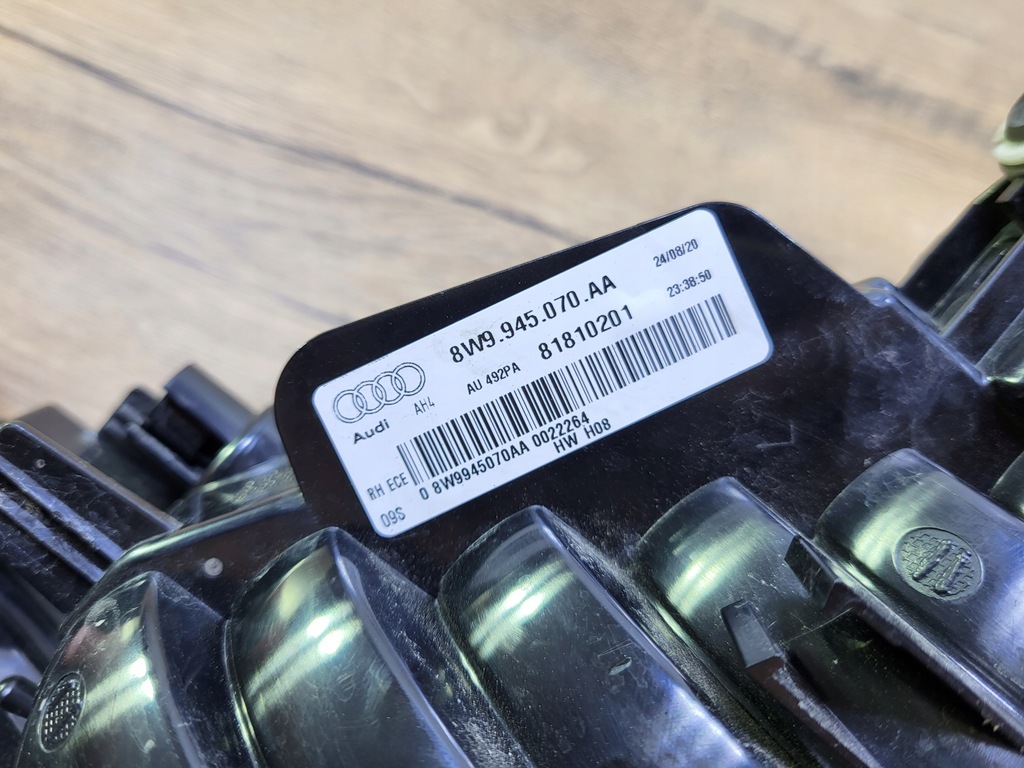 8W9.945.070.AA
24/08/20
Audi
AH4
AU 492PA
81810201
23:38:50
RH ECE
0 8W9945070AA 0022264
09S
HW H08